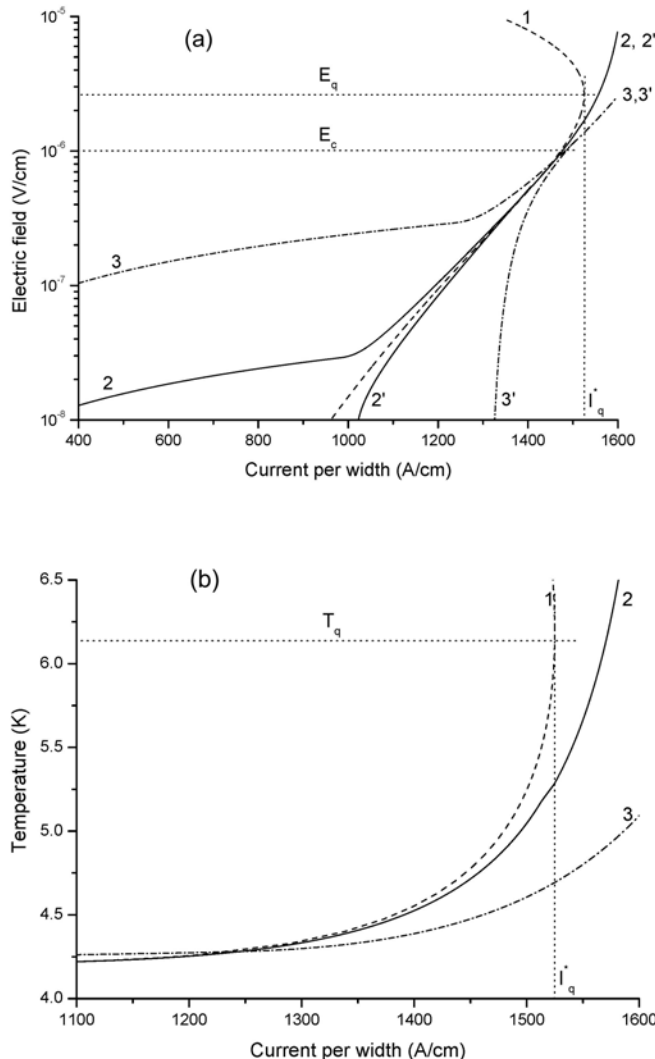 (a)
1
2, 2'
3,3'
E_q
E_c
3
2
2'
3'
I*_q
10^-5
10^-6
10^-7
10^-8
Electric field (V/cm)
400 600 800 1000 1200 1400 1600
Current per width (A/cm)
(b)
1
2
3
T_q
I*_q
6.5
6.0
5.5
5.0
4.5
4.0
Temperature (K)
1100 1200 1300 1400 1500 1600
Current per width (A/cm)